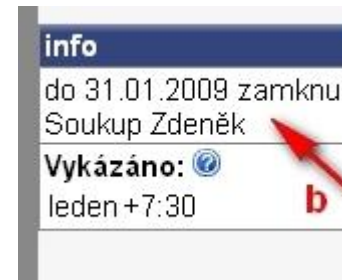 info
do 31.01.2009 zamknu
Soukup Zdeněk
Vykázáno:
leden +7:30
b